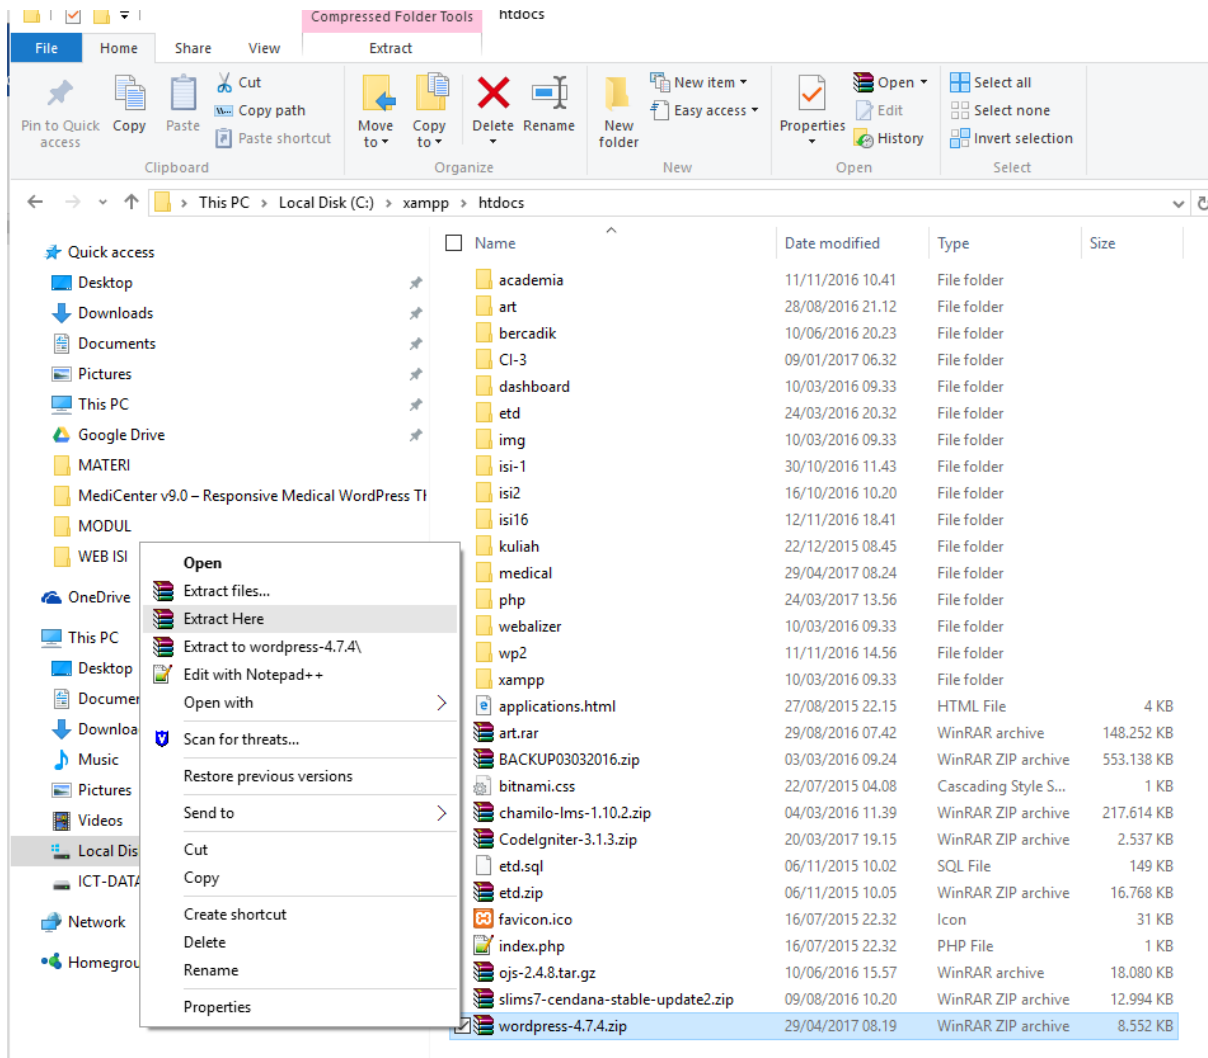 Compressed Folder Tools htdocs
File Home Share View Extract
Pin to Quick access
Copy
Paste
Cut
Copy path
Paste shortcut
Clipboard
Move to
Copy to
Delete
Rename
Organize
New folder
New item
Easy access
New
Properties
Open
Edit
History
Open
Select all
Select none
Invert selection
Select
This PC > Local Disk (C:) > xampp > htdocs
Quick access
Desktop
Downloads
Documents
Pictures
This PC
Google Drive
MATERI
MediCenter v9.0 – Responsive Medical WordPress Th
MODUL
WEB ISI
OneDrive
This PC
Desktop
Documen
Downloa
Music
Pictures
Videos
Local Dis
ICT-DATA
Network
Homegrou
Open
Extract files...
Extract Here
Extract to wordpress-4.7.4\
Edit with Notepad++
Open with
Scan for threats...
Restore previous versions
Send to
Cut
Copy
Create shortcut
Delete
Rename
Properties
Name Date modified Type Size
academia 11/11/2016 10.41 File folder
art 28/08/2016 21.12 File folder
bercadik 10/06/2016 20.23 File folder
CI-3 09/01/2017 06.32 File folder
dashboard 10/03/2016 09.33 File folder
etd 24/03/2016 20.32 File folder
img 10/03/2016 09.33 File folder
isi-1 30/10/2016 11.43 File folder
isi2 16/10/2016 10.20 File folder
isi16 12/11/2016 18.41 File folder
kuliah 22/12/2015 08.45 File folder
medical 29/04/2017 08.24 File folder
php 24/03/2017 13.56 File folder
webalizer 10/03/2016 09.33 File folder
wp2 11/11/2016 14.56 File folder
xampp 10/03/2016 09.33 File folder
applications.html 27/08/2015 22.15 HTML File 4 KB
art.rar 29/08/2016 07.42 WinRAR archive 148.252 KB
BACKUP03032016.zip 03/03/2016 09.24 WinRAR ZIP archive 553.138 KB
bitnami.css 22/07/2015 04.08 Cascading Style S... 1 KB
chamilo-lms-1.10.2.zip 04/03/2016 11.39 WinRAR ZIP archive 217.614 KB
CodeIgniter-3.1.3.zip 20/03/2017 19.15 WinRAR ZIP archive 2.537 KB
etd.sql 06/11/2015 10.02 SQL File 149 KB
etd.zip 06/11/2015 10.05 WinRAR ZIP archive 16.768 KB
favicon.ico 16/07/2015 22.32 Icon 31 KB
index.php 16/07/2015 22.32 PHP File 1 KB
ojs-2.4.8.tar.gz 10/06/2016 15.57 WinRAR archive 18.080 KB
slims7-cendana-stable-update2.zip 09/08/2016 10.20 WinRAR ZIP archive 12.994 KB
wordpress-4.7.4.zip 29/04/2017 08.19 WinRAR ZIP archive 8.552 KB